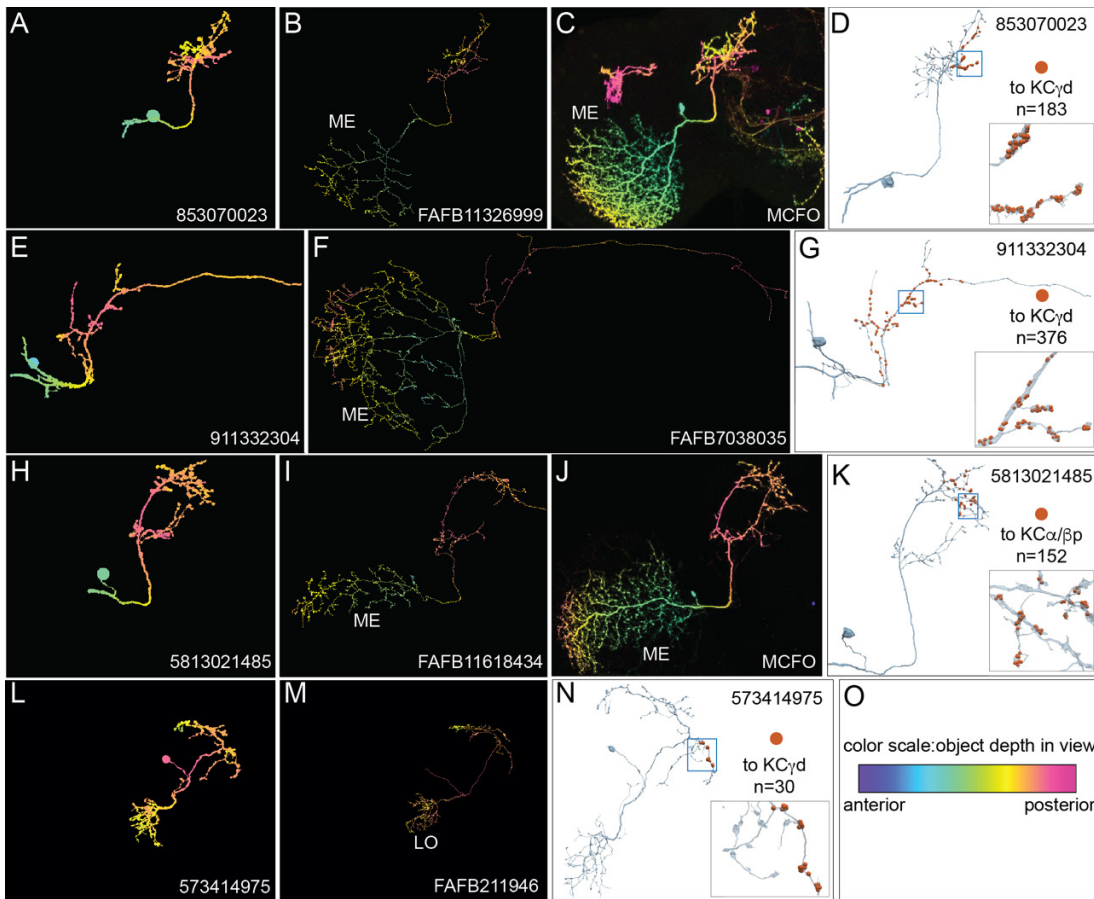 A
853070023
B
ME
FAFB11326999
C
ME
MCFO
D
853070023
to KCγd
n=183
E
911332304
F
ME
FAFB7038035
G
911332304
to KCγd
n=376
H
5813021485
I
ME
FAFB11618434
J
ME
MCFO
K
5813021485
to KCα/βp
n=152
L
573414975
M
LO
FAFB211946
N
573414975
to KCγd
n=30
O
color scale:object depth in view
anterior posterior